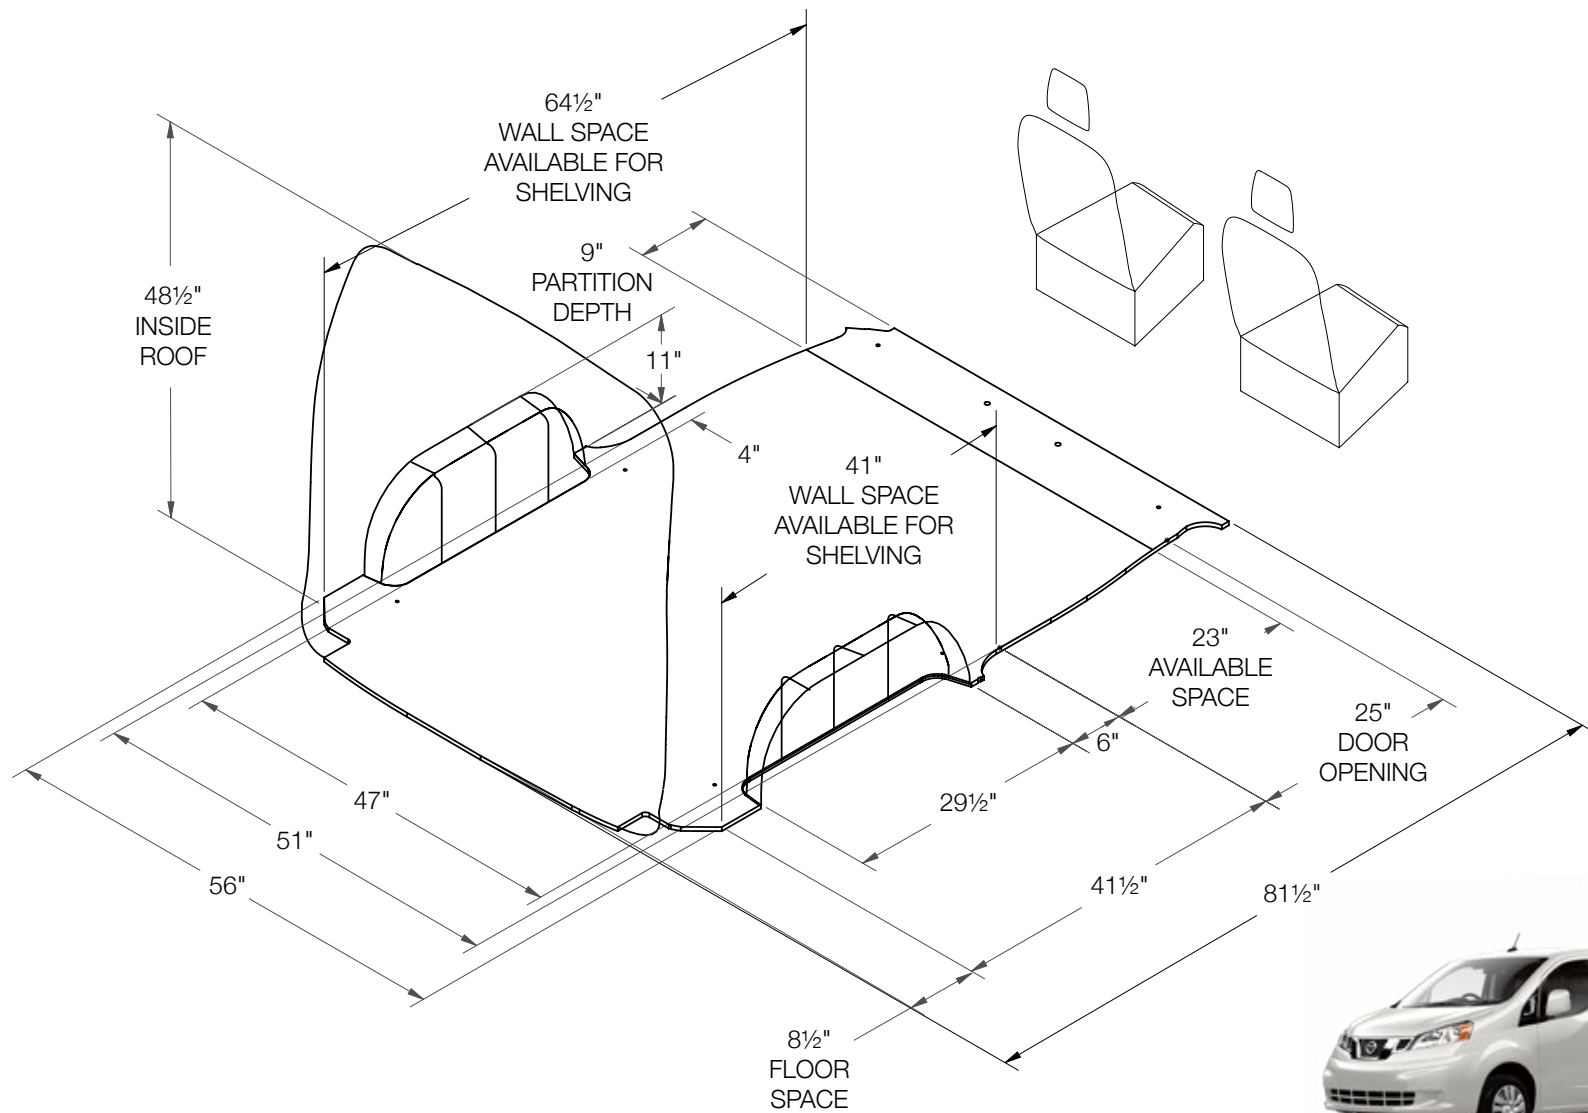 64½"
WALL SPACE
AVAILABLE FOR
SHELVING
9"
PARTITION
DEPTH
48½"
INSIDE
ROOF
11"
4"
41"
WALL SPACE
AVAILABLE FOR
SHELVING
23"
AVAILABLE
SPACE
25"
DOOR
OPENING
6"
29½"
47"
51"
56"
41½"
81½"
8½"
FLOOR
SPACE